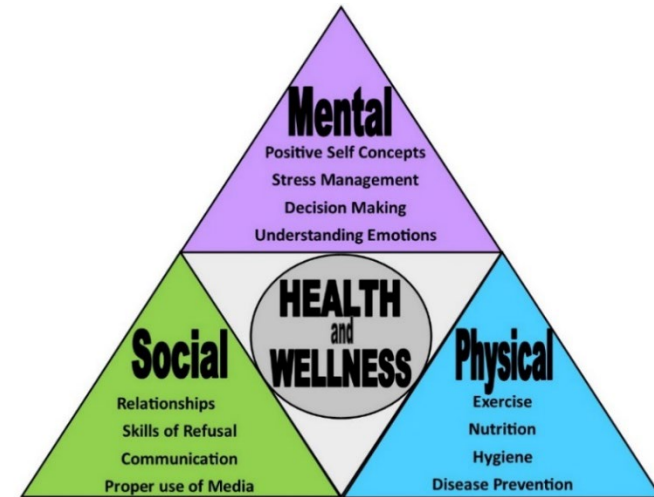 Mental
Positive Self Concepts
Stress Management
Decision Making
Understanding Emotions
HEALTH
and
WELLNESS
Social
Relationships
Skills of Refusal
Communication
Proper use of Media
Physical
Exercise
Nutrition
Hygiene
Disease Prevention